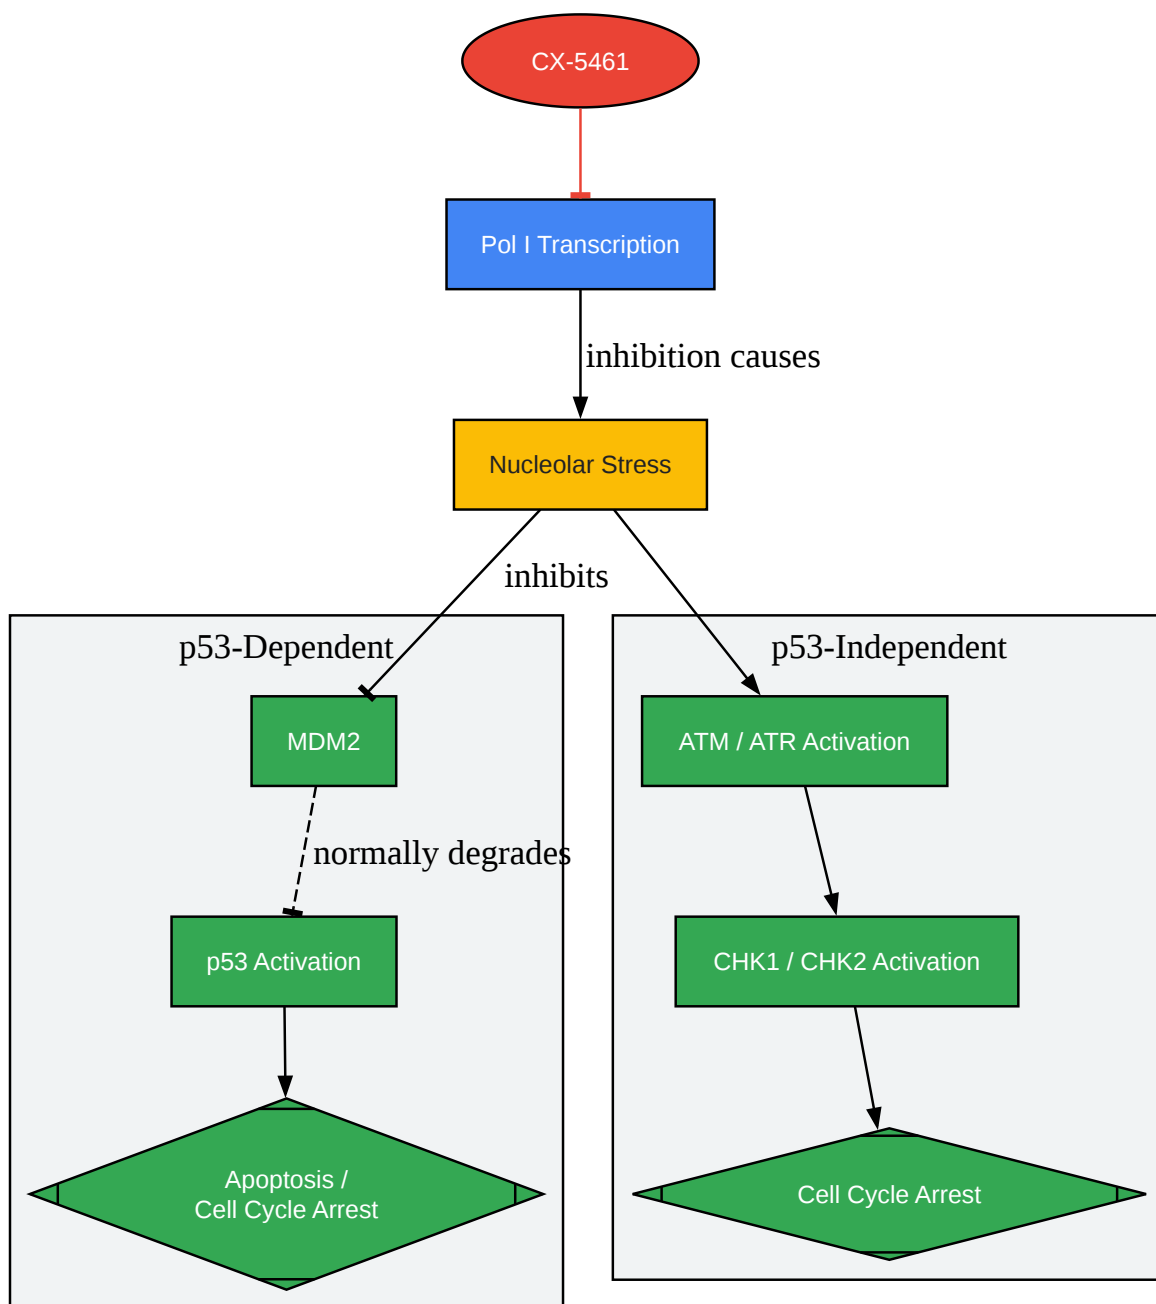 CX-5461
Pol I Transcription
inhibition causes
Nucleolar Stress
inhibits
p53-Dependent
MDM2
normally degrades
p53 Activation
Apoptosis /
Cell Cycle Arrest
p53-Independent
ATM / ATR Activation
CHK1 / CHK2 Activation
Cell Cycle Arrest